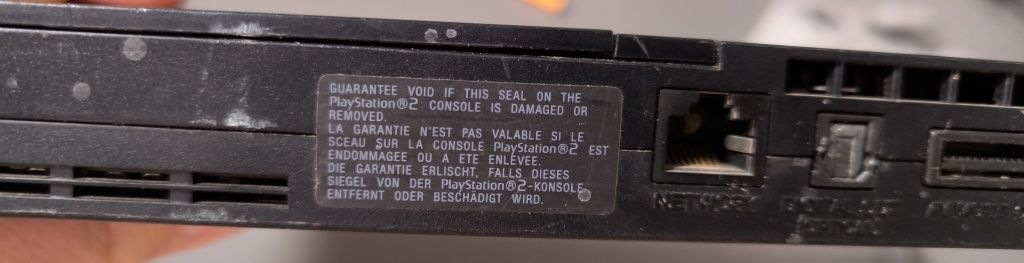 GUARANTEE VOID IF THIS SEAL ON THE
PlayStation®2 CONSOLE IS DAMAGED OR
REMOVED.
LA GARANTIE N'EST PAS VALABLE SI LE
SCEAU SUR LA CONSOLE PlayStation®2 EST
ENDOMMAGEE OU A ETE ENLEVEE.
DIE GARANTIE ERLISCHT, FALLS DIESES
SIEGEL VON DER PlayStation®2-KONSOLE
ENTFERNT ODER BESCHADIGT WIRD.
NETWORK